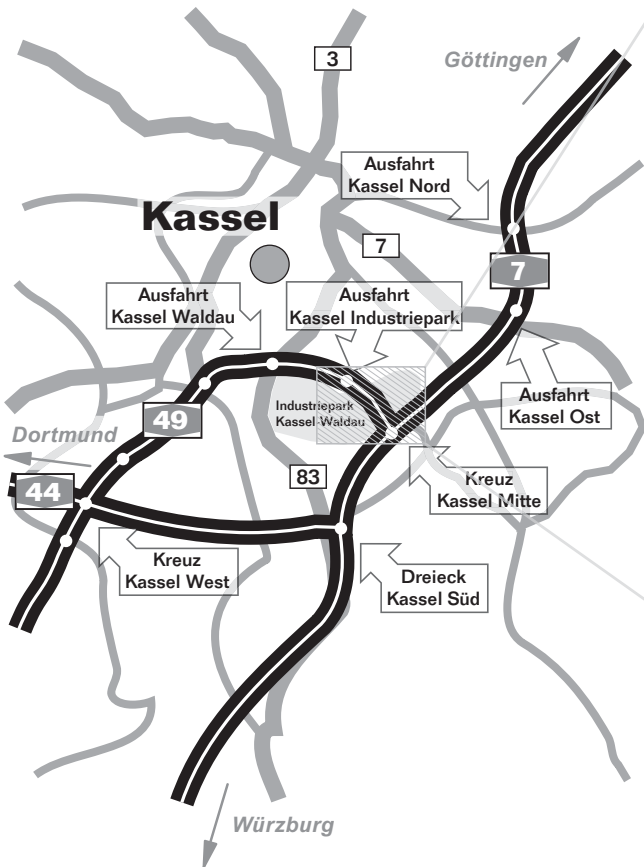 3
Göttingen
Ausfahrt
Kassel Nord
Kassel
7
7
Ausfahrt
Kassel Waldau
Ausfahrt
Kassel Industriepark
Industriepark
Kassel-Waldau
Ausfahrt
Kassel Ost
49
Dortmund
44
83
Kreuz
Kassel Mitte
Kreuz
Kassel West
Dreieck
Kassel Süd
Würzburg